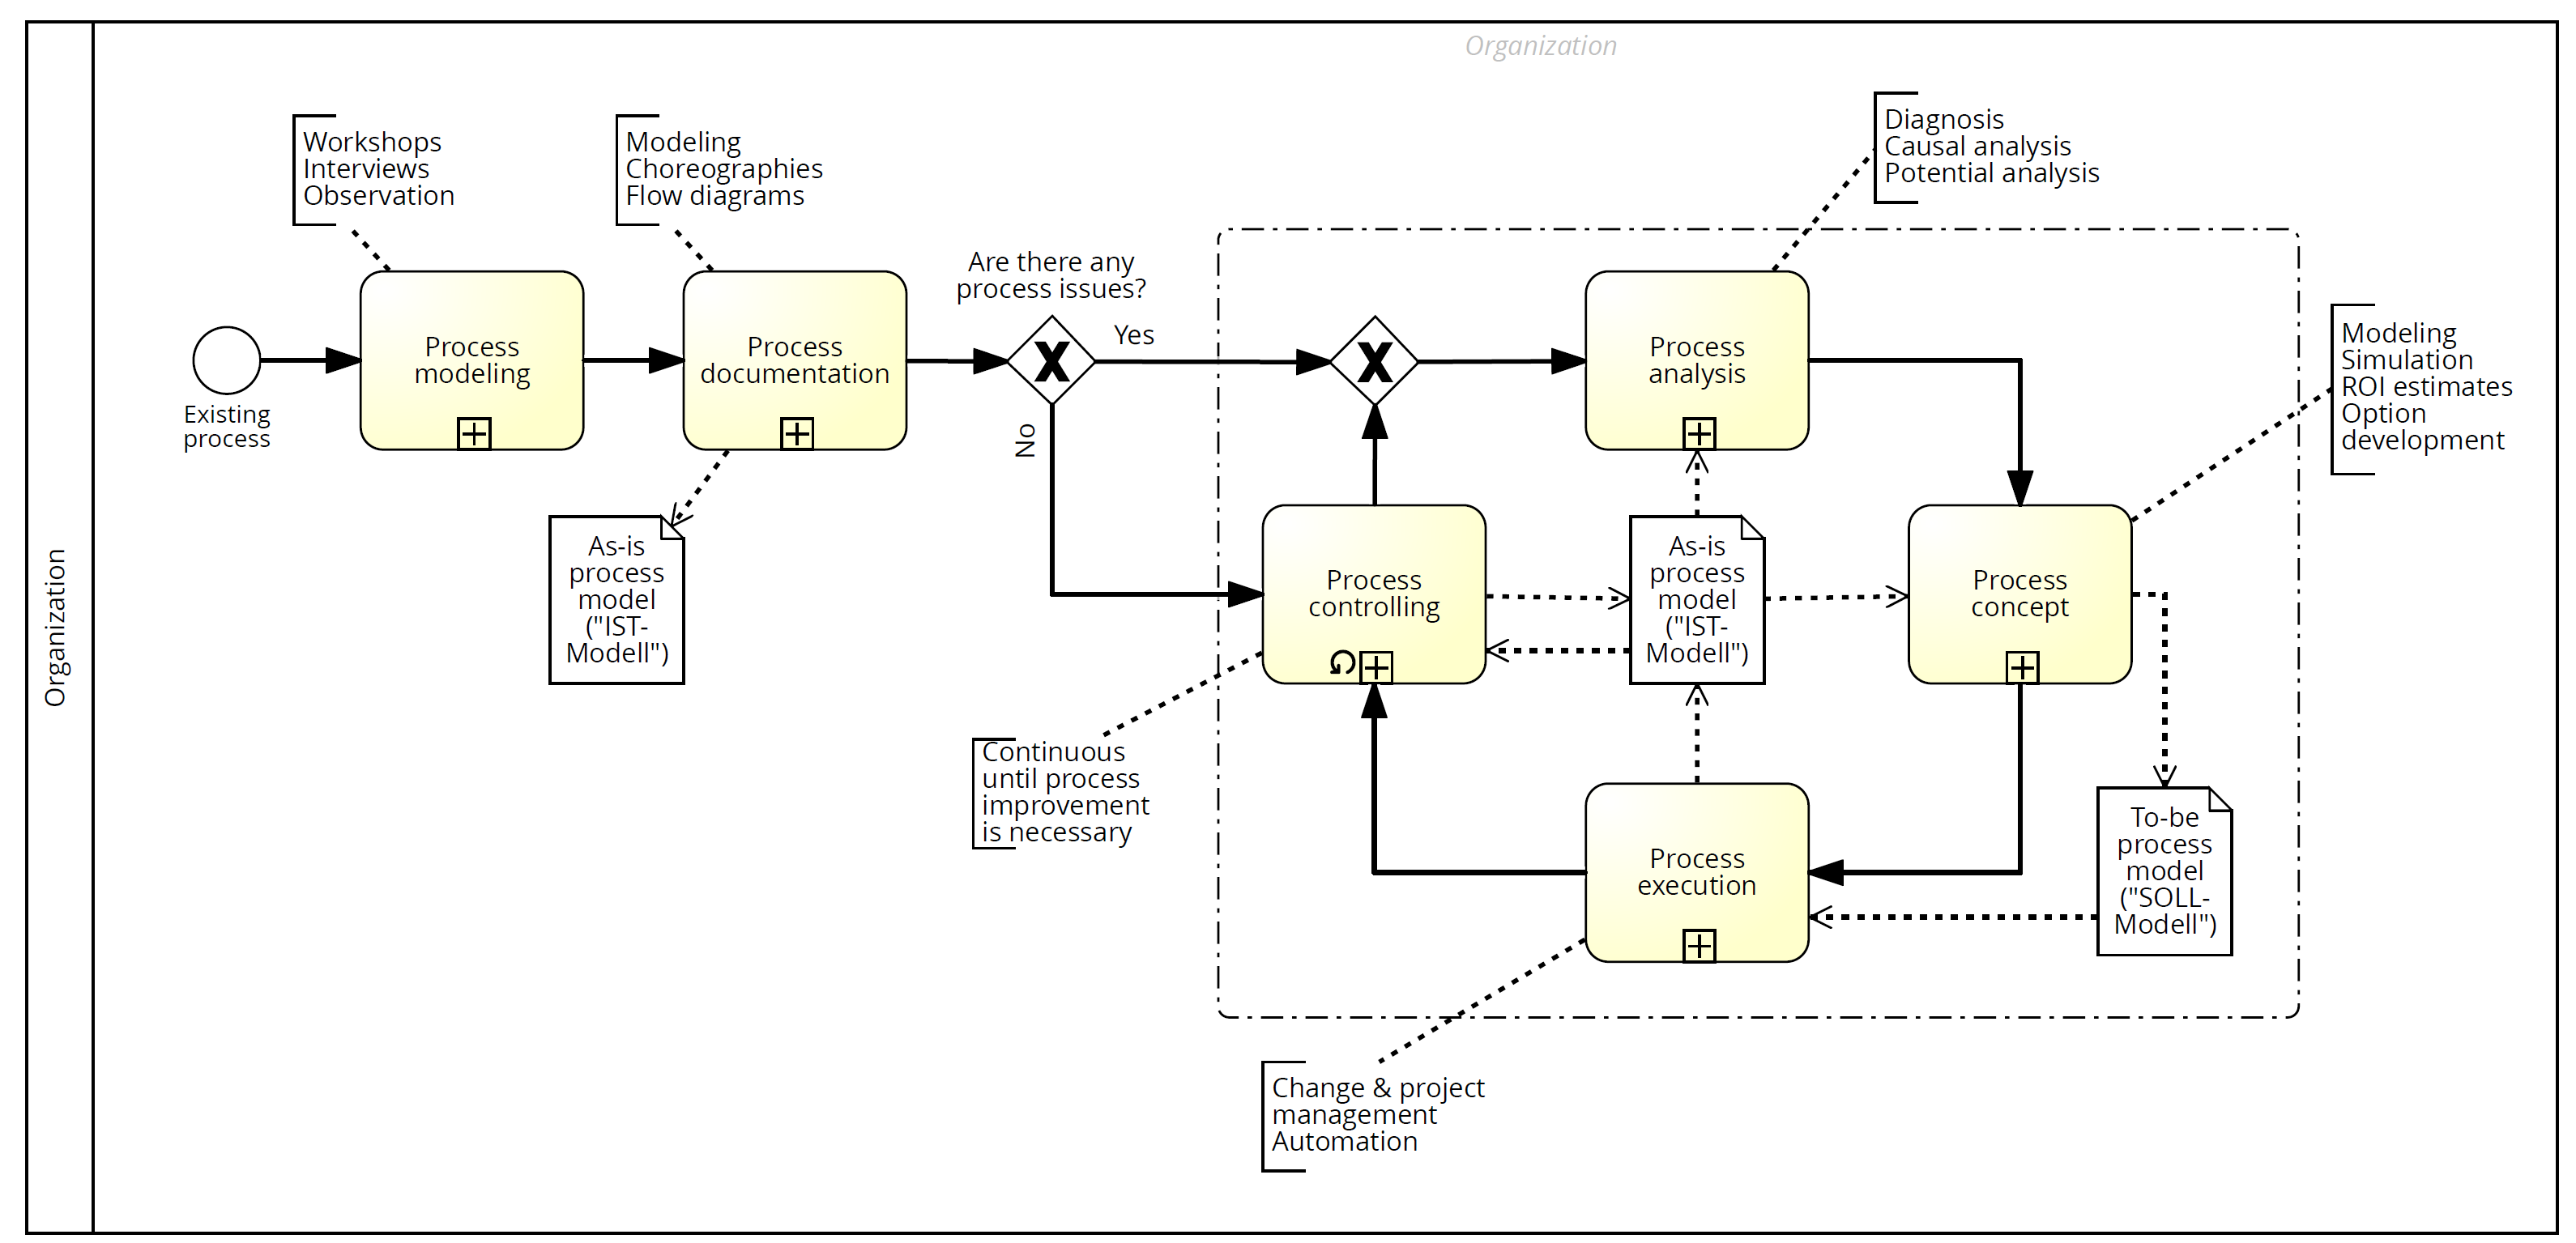 Organization
Organization
Workshops
Interviews
Observation
Modeling
Choreographies
Flow diagrams
Diagnosis
Causal analysis
Potential analysis
Are there any
process issues?
Yes
No
Existing
process
Process
modeling
Process
documentation
Process
analysis
Modeling
Simulation
ROI estimates
Option
development
As-is
process
model
("IST-
Modell")
Process
controlling
As-is
process
model
("IST-
Modell")
Process
concept
Continuous
until process
improvement
is necessary
Process
execution
To-be
process
model
("SOLL-
Modell")
Change & project
management
Automation